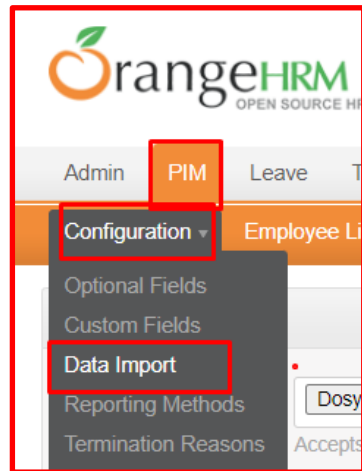 OrangeHRM
OPEN SOURCE HR
Admin PIM Leave T
Configuration Employee Li
Optional Fields
Custom Fields
Data Import
Reporting Methods Dosy
Termination Reasons Accepts